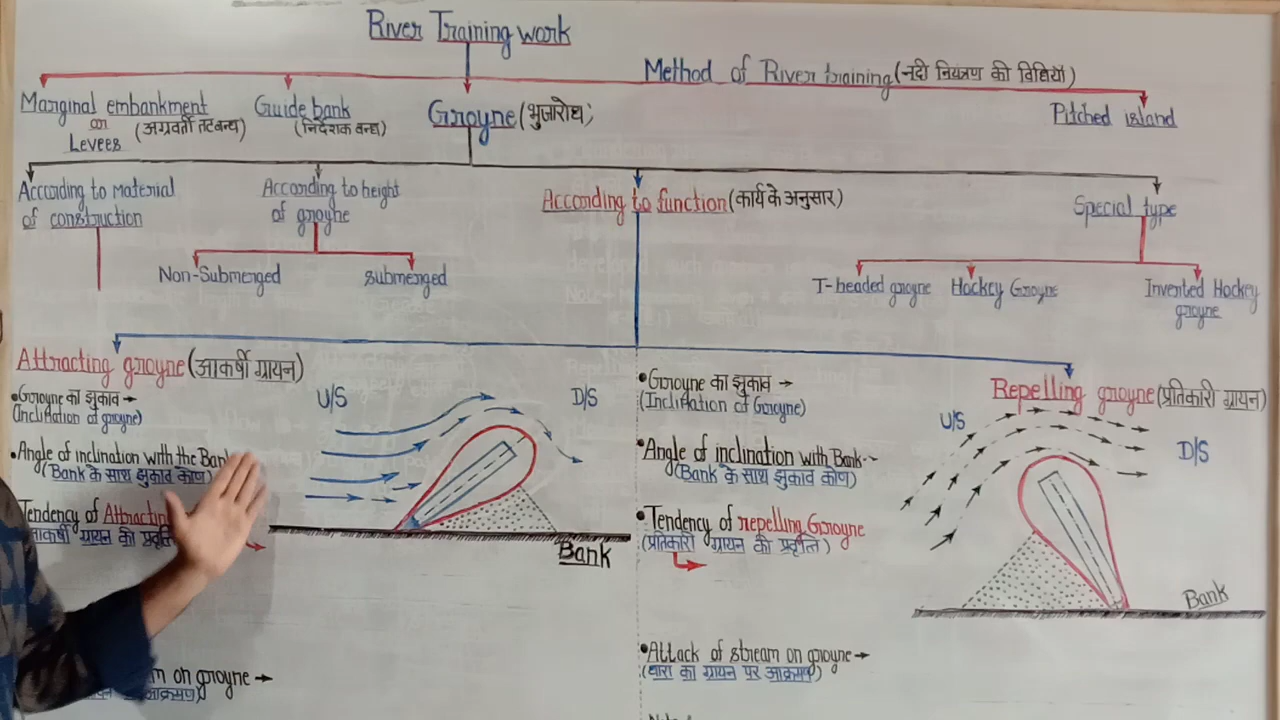 River Training work
Method of River training (नदी नियंत्रण की विधियाँ)
Marginal embankment
or (अग्रवर्ती तटबन्ध)
Levees
Guide bank
(निर्देशक बन्ध)
Groyne (भुजारोध)
Pitched island
According to material
of construction
According to height
of groyne
According to function (कार्य के अनुसार)
Special type
Non-Submerged
Submerged
T-headed groyne
Hockey Groyne
Invented Hockey
groyne
Attracting groyne (आकर्षी ग्रायन)
• Groyne का झुकाव →
(Inclination of groyne)
• Angle of inclination with the Bank
(Bank के साथ झुकाव कोण)
Tendency of Attractin
ग्रायन की
m on groyne →
U/S
D/S
Bank
• Groyne का झुकाव →
(Inclination of Groyne)
• Angle of inclination with Bank
(Bank के साथ झुकाव कोण)
• Tendency of repelling Groyne
(प्रतिकारी ग्रायन की प्रवृत्ति)
• Attack of stream on groyne →
(धारा का ग्रायन पर आक्रमण)
Repelling groyne (प्रतिकारी ग्रायन)
U/S
D/S
Bank